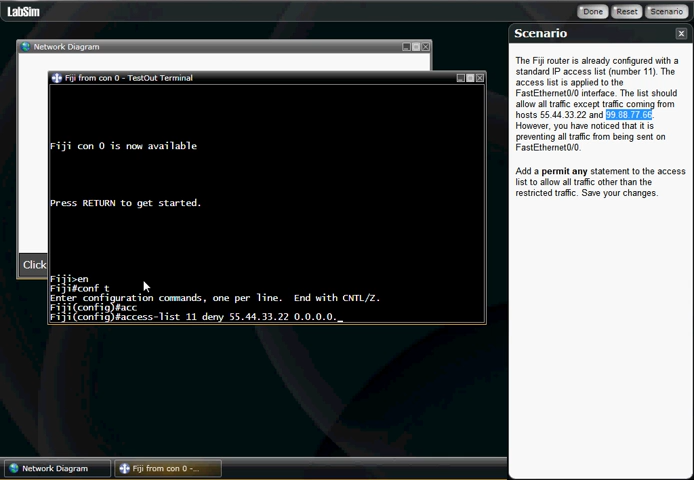 LabSim
Done
Reset
Scenario
Network Diagram
Fiji from con 0 - TestOut Terminal
Fiji con 0 is now available
Press RETURN to get started.
Fiji>en
Fiji#conf t
Enter configuration commands, one per line.  End with CNTL/Z.
Fiji(config)#acc
Fiji(config)#access-list 11 deny 55.44.33.22 0.0.0.0._
Click
Scenario
The Fiji router is already configured with a
standard IP access list (number 11). The
access list is applied to the
FastEthernet0/0 interface. The list should
allow all traffic except traffic coming from
hosts 55.44.33.22 and 99.88.77.66.
However, you have noticed that it is
preventing all traffic from being sent on
FastEthernet0/0.
Add a permit any statement to the access
list to allow all traffic other than the
restricted traffic. Save your changes.
Network Diagram
Fiji from con 0 -...